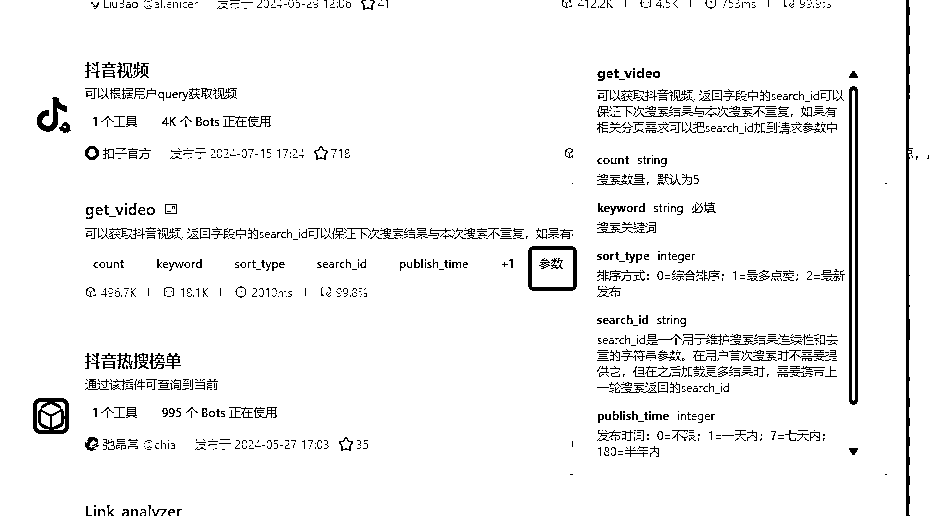 LiuBao @allenicer 发布于 2024-05-29 12:06 41
412.2K 4.5K 753ms 99.9%
抖音视频
可以根据用户query获取视频
1 个工具 4K 个 Bots 正在使用
扣子官方 发布于 2024-07-15 17:24 718
get_video
可以获取抖音视频, 返回字段中的search_id可以保证下次搜索结果与本次搜索不重复，如果有
count keyword sort_type search_id publish_time +1 参数
496.7K 18.1K 2010ms 99.8%
抖音热搜榜单
通过该插件可查询到当前
1 个工具 995 个 Bots 正在使用
@chia 发布于 2024-05-27 17:03 35
Link analyzer
get_video
可以获取抖音视频, 返回字段中的search_id可以
保证下次搜索结果与本次搜索不重复，如果有
相关分页需求可以把search_id加到请求参数中
count string
搜索数量，默认为5
keyword string 必填
搜索关键词
sort_type integer
排序方式：0=综合排序；1=最多点赞；2=最新
发布
search_id string
search_id是一个用于维护搜索结果连续性和去
重的字符串参数。在用户首次搜索时不需要提
供它，但在之后加载更多结果时，需要携带上
一轮搜索返回的search_id
publish_time integer
发布时间：0=不限；1=一天内；7=七天内；
180=半年内